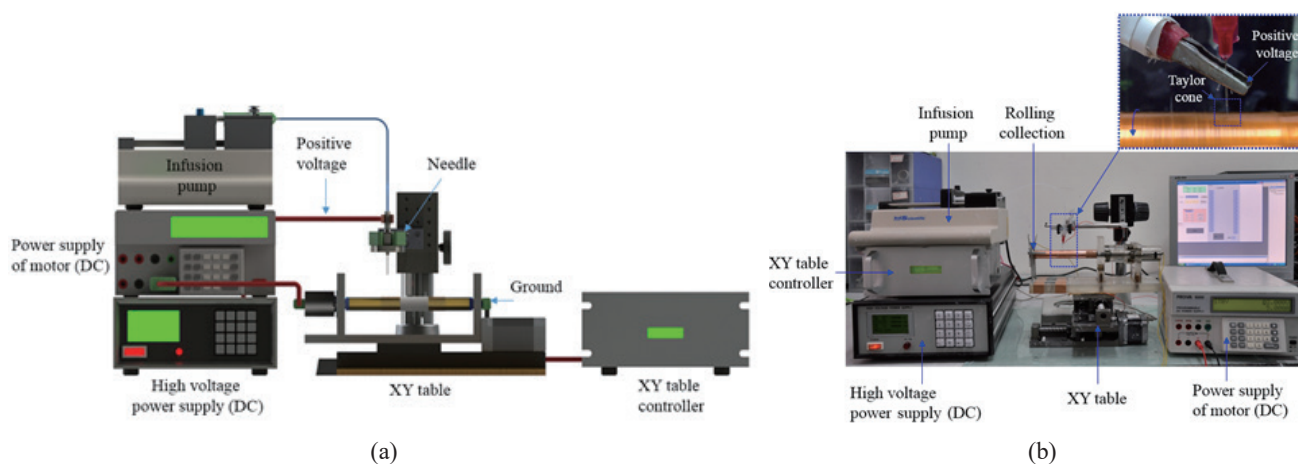 Infusion
pump
Positive
voltage
Needle
Power supply
of motor (DC)
Ground
High voltage
power supply (DC)
XY table
XY table
controller
(a)
Positive
voltage
Taylor
cone
Infusion
pump
Rolling
collection
XY table
controller
High voltage
power supply (DC)
XY table
Power supply
of motor (DC)
(b)